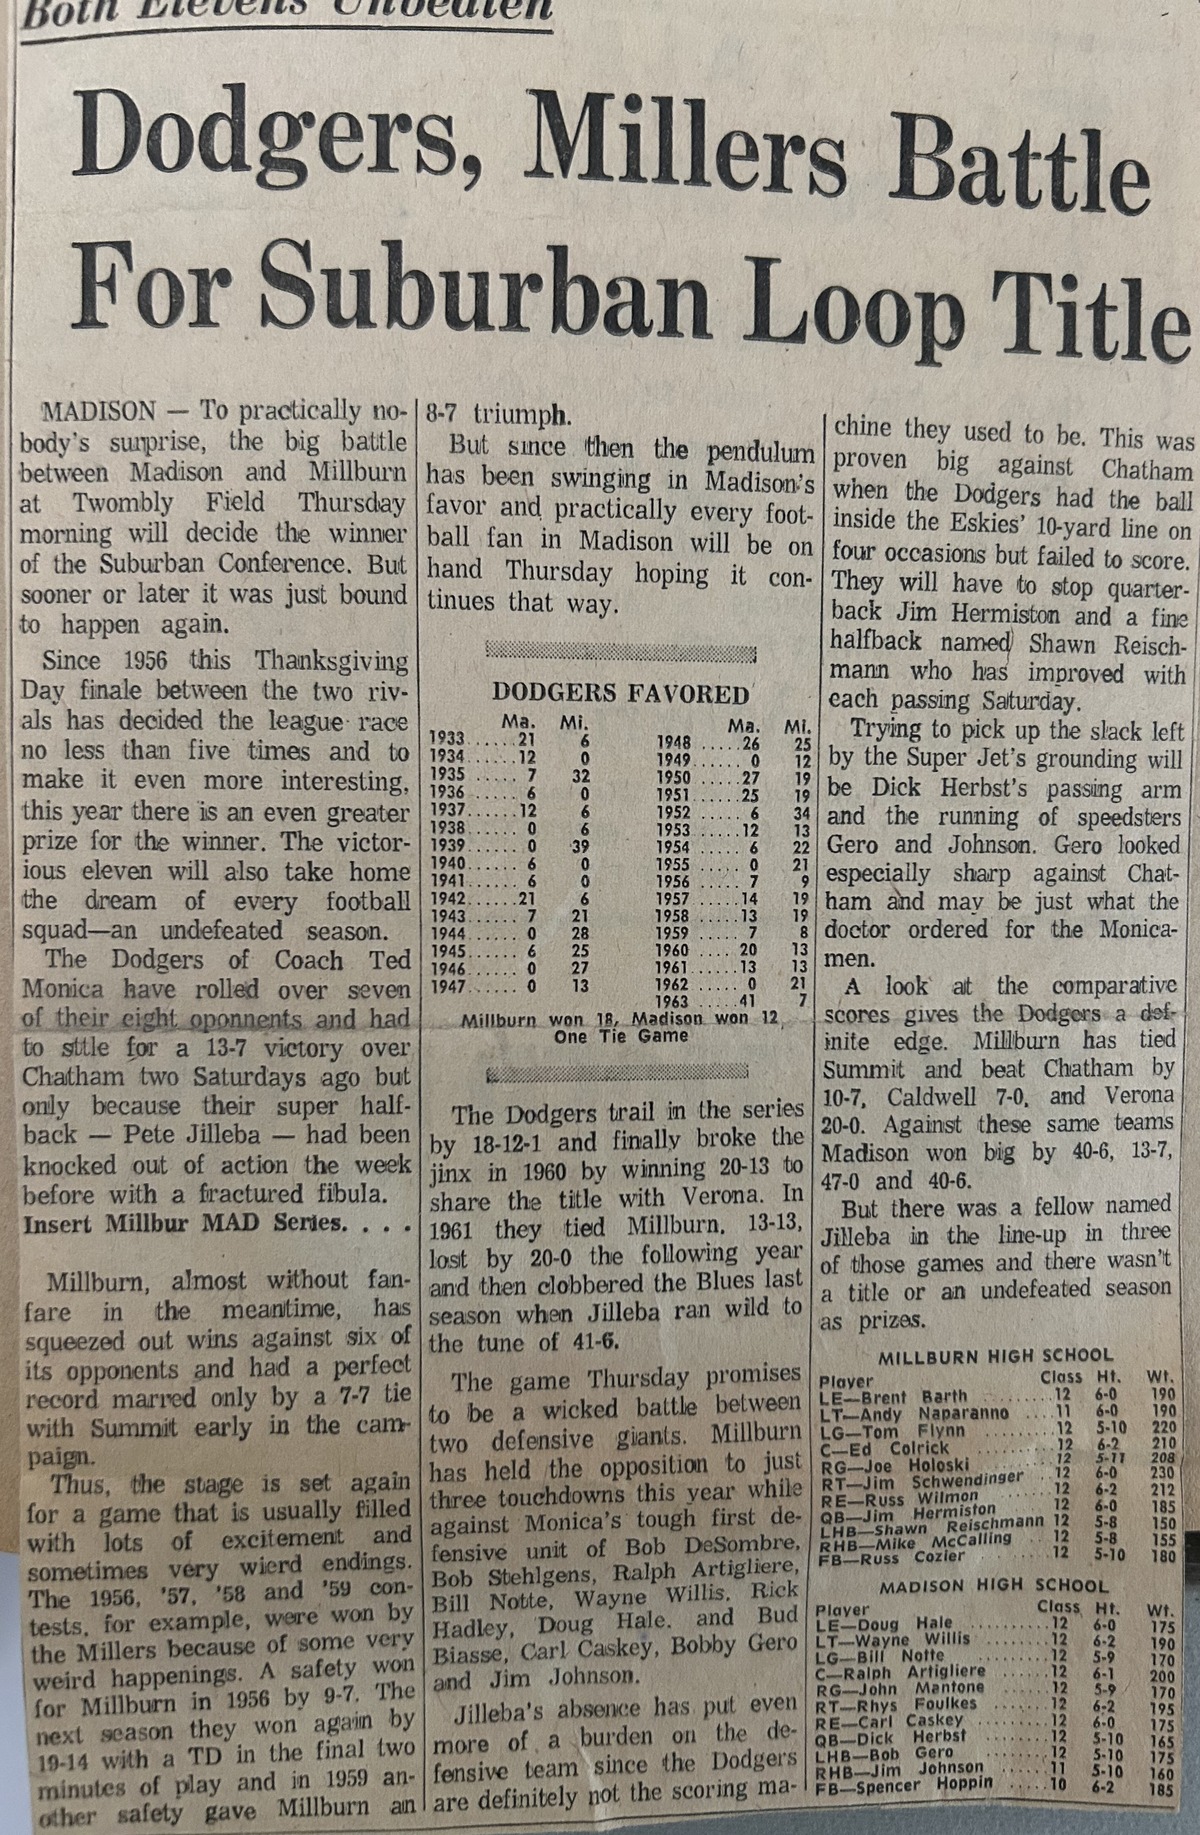 Both Elevens Unbeaten
Dodgers, Millers Battle
For Suburban Loop Title
MADISON — To practically no-
body's surprise, the big battle
between Madison and Millburn
at Twombly Field Thursday
morning will decide the winner
of the Suburban Conference. But
sooner or later it was just bound
to happen again.
Since 1956 this Thanksgiving
Day finale between the two riv-
als has decided the league race
no less than five times and to
make it even more interesting,
this year there is an even greater
prize for the winner. The victor-
ious eleven will also take home
the dream of every football
squad—an undefeated season.
The Dodgers of Coach Ted
Monica have rolled over seven
of their eight oponnents and had
to sttle for a 13-7 victory over
Chatham two Saturdays ago but
only because their super half-
back — Pete Jilleba — had been
knocked out of action the week
before with a fractured fibula.
Insert Millbur MAD Series. . . .
Millburn, almost without fan-
fare in the meantime, has
squeezed out wins against six of
its opponents and had a perfect
record marred only by a 7-7 tie
with Summit early in the cam-
paign.
Thus, the stage is set again
for a game that is usually filled
with lots of excitement and
sometimes very wierd endings.
The 1956, '57, '58 and '59 con-
tests, for example, were won by
the Millers because of some very
weird happenings. A safety won
for Millburn in 1956 by 9-7. The
next season they won again by
19-14 with a TD in the final two
minutes of play and in 1959 an-
other safety gave Millburn an
8-7 triumph.
But since then the pendulum
has been swinging in Madison's
favor and practically every foot-
ball fan in Madison will be on
hand Thursday hoping it con-
tinues that way.
DODGERS FAVORED
Ma. Mi. Ma. Mi.
1933......21 6 1948.....26 25
1934......12 0 1949..... 0 12
1935...... 7 32 1950.....27 19
1936...... 6 0 1951.....25 19
1937......12 6 1952..... 6 34
1938...... 0 6 1953.....12 13
1939...... 0 39 1954..... 6 22
1940...... 6 0 1955..... 0 21
1941...... 6 0 1956..... 7 9
1942......21 6 1957.....14 19
1943...... 7 21 1958.....13 19
1944...... 0 28 1959..... 7 8
1945...... 6 25 1960.....20 13
1946...... 0 27 1961.....13 13
1947...... 0 13 1962..... 0 21
1963.....41 7
Millburn won 18, Madison won 12,
One Tie Game
The Dodgers trail in the series
by 18-12-1 and finally broke the
jinx in 1960 by winning 20-13 to
share the title with Verona. In
1961 they tied Millburn, 13-13,
lost by 20-0 the following year
and then clobbered the Blues last
season when Jilleba ran wild to
the tune of 41-6.
The game Thursday promises
to be a wicked battle between
two defensive giants. Millburn
has held the opposition to just
three touchdowns this year while
against Monica's tough first de-
fensive unit of Bob DeSombre,
Bob Stehlgens, Ralph Artigliere,
Bill Notte, Wayne Willis, Rick
Hadley, Doug Hale. and Bud
Biasse, Carl Caskey, Bobby Gero
and Jim Johnson.
Jilleba's absence has put even
more of a burden on the de-
fensive team since the Dodgers
are definitely not the scoring ma-
chine they used to be. This was
proven big against Chatham
when the Dodgers had the ball
inside the Eskies' 10-yard line on
four occasions but failed to score.
They will have to stop quarter-
back Jim Hermiston and a fine
halfback named Shawn Reisch-
mann who has improved with
each passing Saturday.
Trying to pick up the slack left
by the Super Jet's grounding will
be Dick Herbst's passing arm
and the running of speedsters
Gero and Johnson. Gero looked
especially sharp against Chat-
ham and may be just what the
doctor ordered for the Monica-
men.
A look at the comparative
scores gives the Dodgers a def-
inite edge. Millburn has tied
Summit and beat Chatham by
10-7, Caldwell 7-0, and Verona
20-0. Against these same teams
Madison won big by 40-6, 13-7,
47-0 and 40-6.
But there was a fellow named
Jilleba in the line-up in three
of those games and there wasn't
a title or an undefeated season
as prizes.
MILLBURN HIGH SCHOOL
Player Class Ht. Wt.
LE—Brent Barth .......12 6-0 190
LT—Andy Naparanno ....11 6-0 190
LG—Tom Flynn .........12 5-10 220
C—Ed Colrick ..........12 6-2 210
RG—Joe Holoski ........12 5-11 208
RT—Jim Schwendinger ..12 6-0 230
RE—Russ Wilmon .......12 6-2 212
QB—Jim Hermiston .....12 6-0 185
LHB—Shawn Reischmann 12 5-8 150
RHB—Mike McCalling ..12 5-8 155
FB—Russ Cozier ........12 5-10 180
MADISON HIGH SCHOOL
Player Class Ht. Wt.
LE—Doug Hale ..........12 6-0 175
LT—Wayne Willis ........12 6-2 190
LG—Bill Notte ..........12 5-9 170
C—Ralph Artigliere ......12 6-1 200
RG—John Mantone .......12 5-9 170
RT—Rhys Foulkes ........12 6-2 195
RE—Carl Caskey .........12 6-0 175
QB—Dick Herbst .........12 5-10 165
LHB—Bob Gero ..........12 5-10 175
RHB—Jim Johnson .......11 5-10 160
FB—Spencer Hoppin .....10 6-2 185